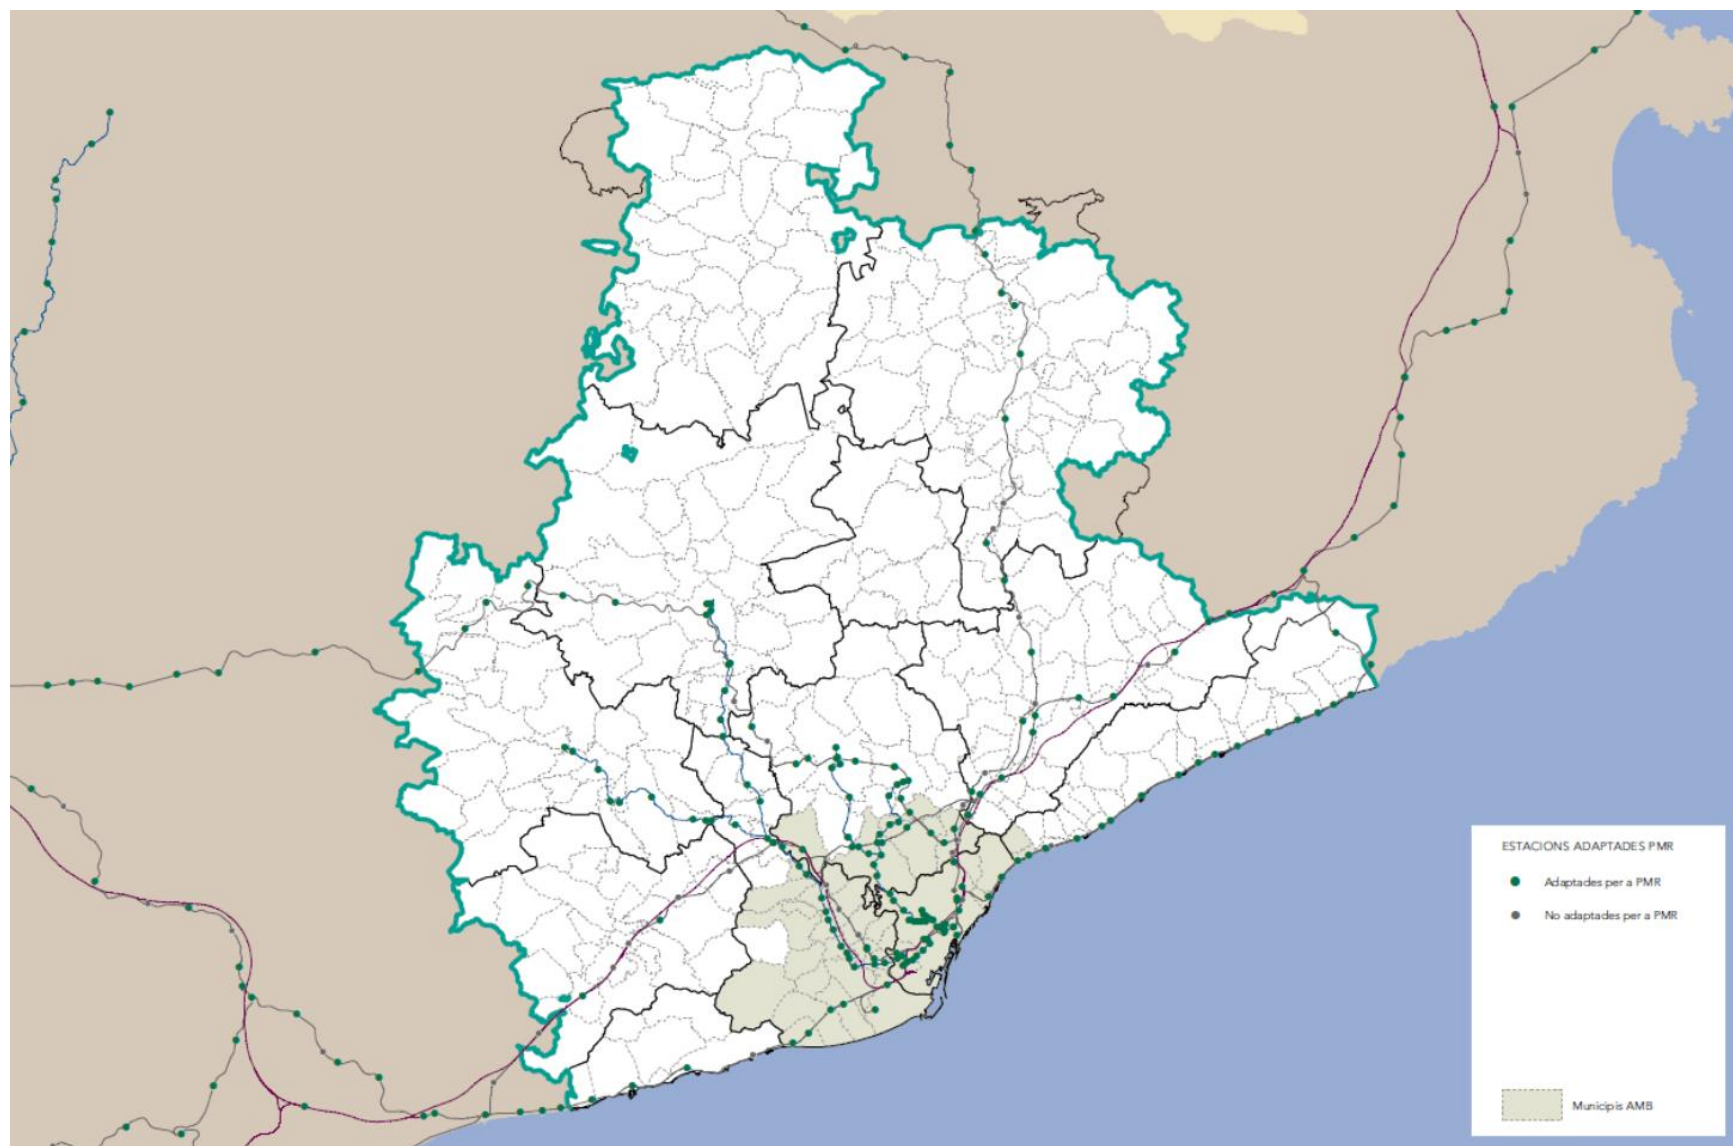 ESTACIONS ADAPTADES PMR
Adaptades per a PMR
No adaptades per a PMR
Municipis AMB